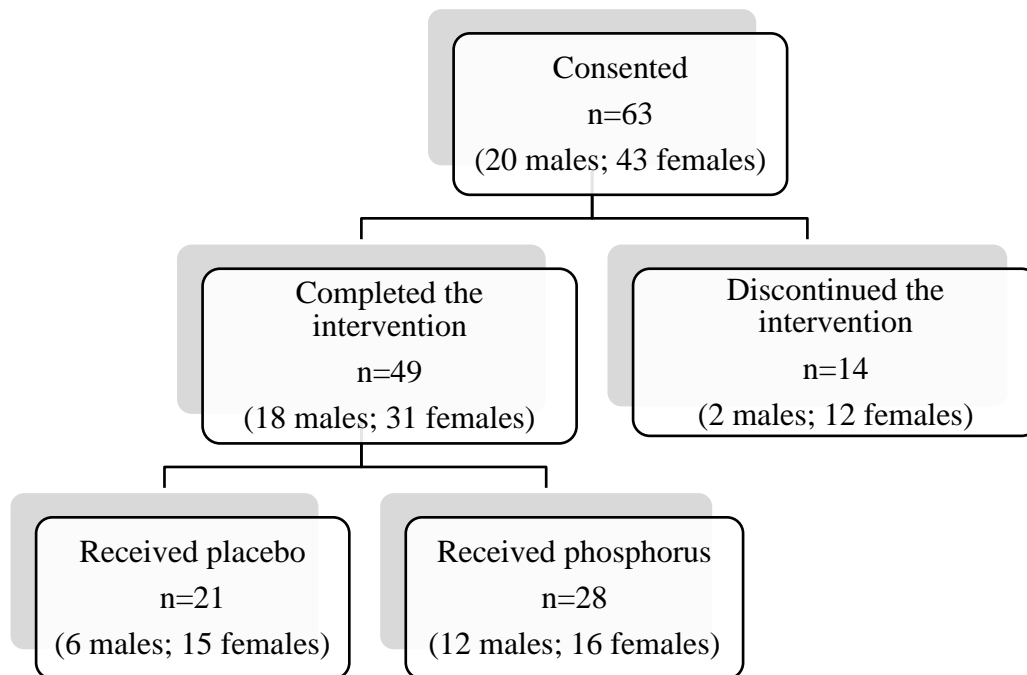 Consented
n=63
(20 males; 43 females)
Completed the
intervention
n=49
(18 males; 31 females)
Discontinued the
intervention
n=14
(2 males; 12 females)
Received placebo
n=21
(6 males; 15 females)
Received phosphorus
n=28
(12 males; 16 females)